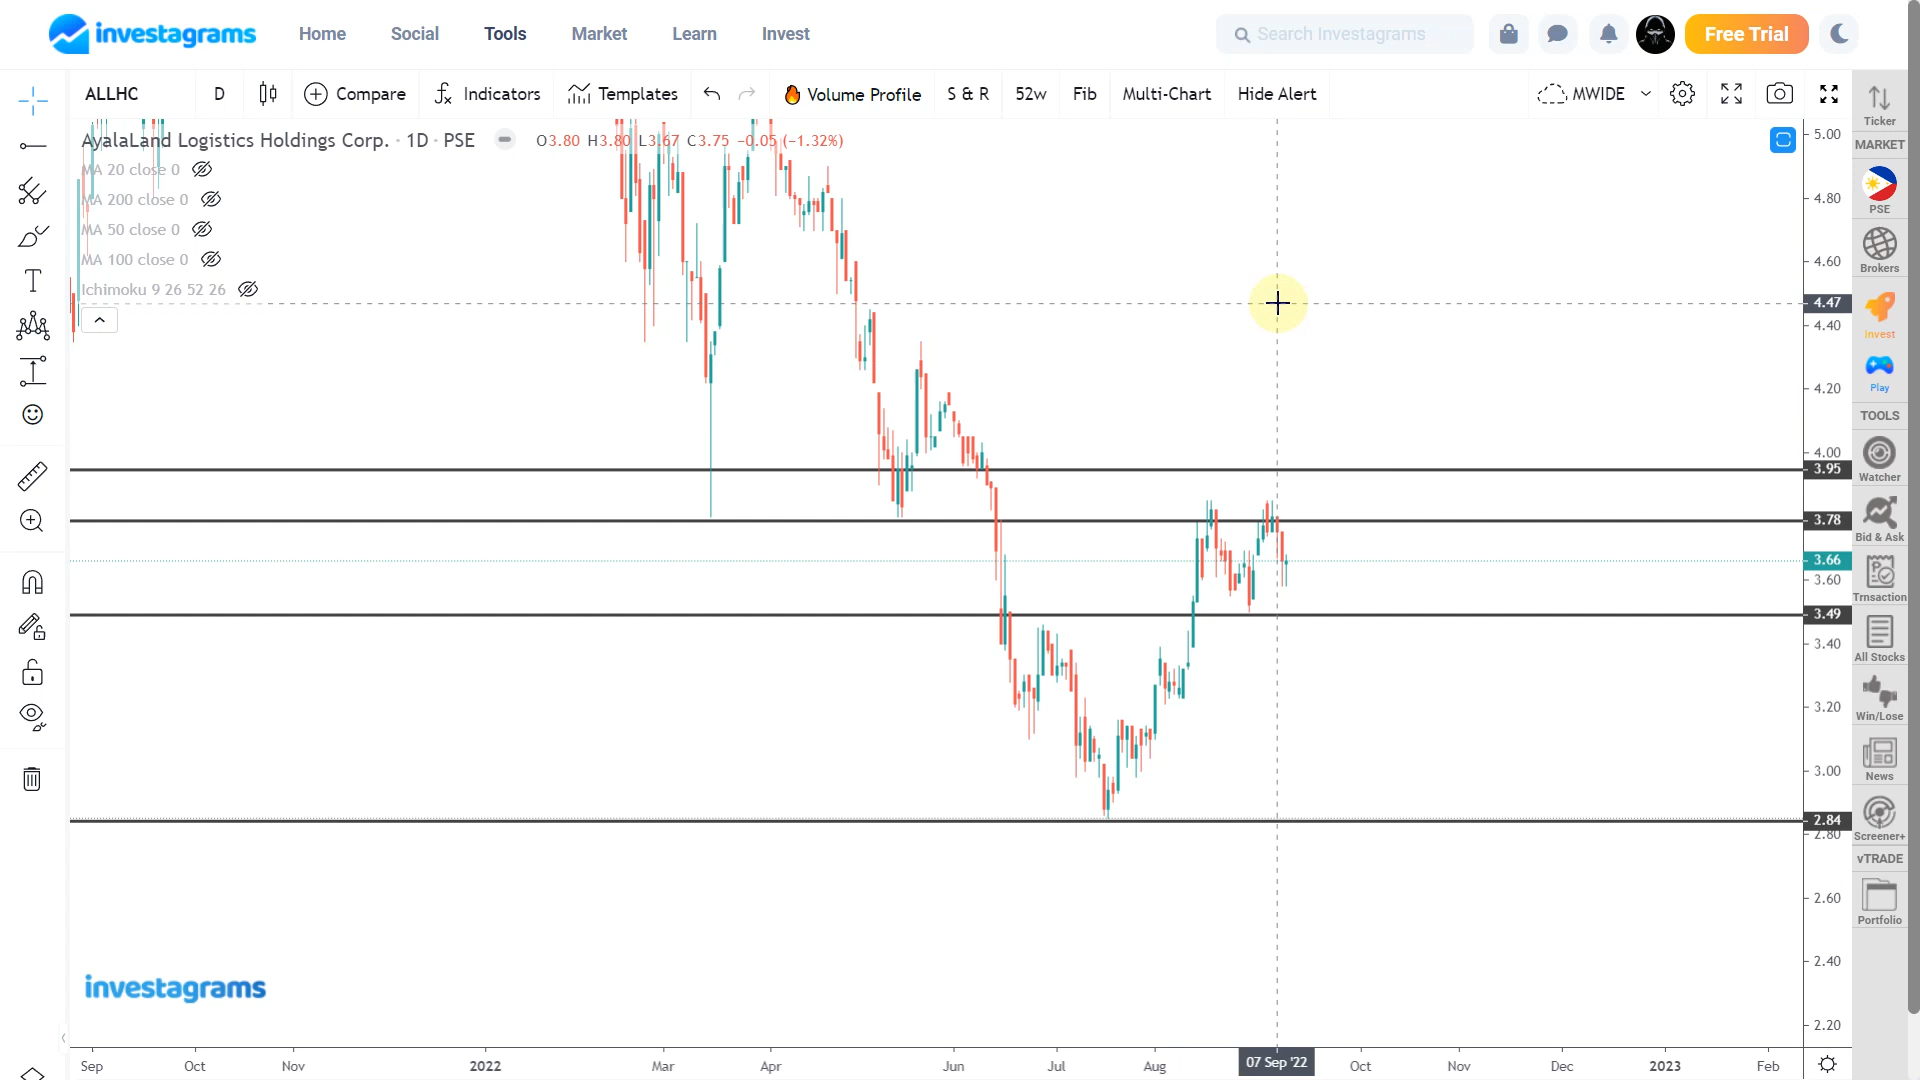 investagrams Home Social Tools Market Learn Invest Search Investagrams Free Trial
ALLHC D Compare Indicators Templates Volume Profile S & R 52w Fib Multi-Chart Hide Alert MWIDE
AyalaLand Logistics Holdings Corp. · 1D · PSE O3.80 H3.80 L3.67 C3.75 −0.05 (−1.32%)
MA 20 close 0
MA 200 close 0
MA 50 close 0
MA 100 close 0
Ichimoku 9 26 52 26
5.00
4.80
4.60
4.47
4.40
4.20
4.00
3.95
3.78
3.66
3.60
3.49
3.40
3.20
3.00
2.84
2.80
2.60
2.40
2.20
Ticker
MARKET
PSE
Brokers
Invest
Play
TOOLS
Watcher
Bid & Ask
Trnsaction
All Stocks
Win/Lose
News
Screener+
vTRADE
Portfolio
investagrams
Sep Oct Nov 2022 Mar Apr Jun Jul Aug 07 Sep '22 Oct Nov Dec 2023 Feb